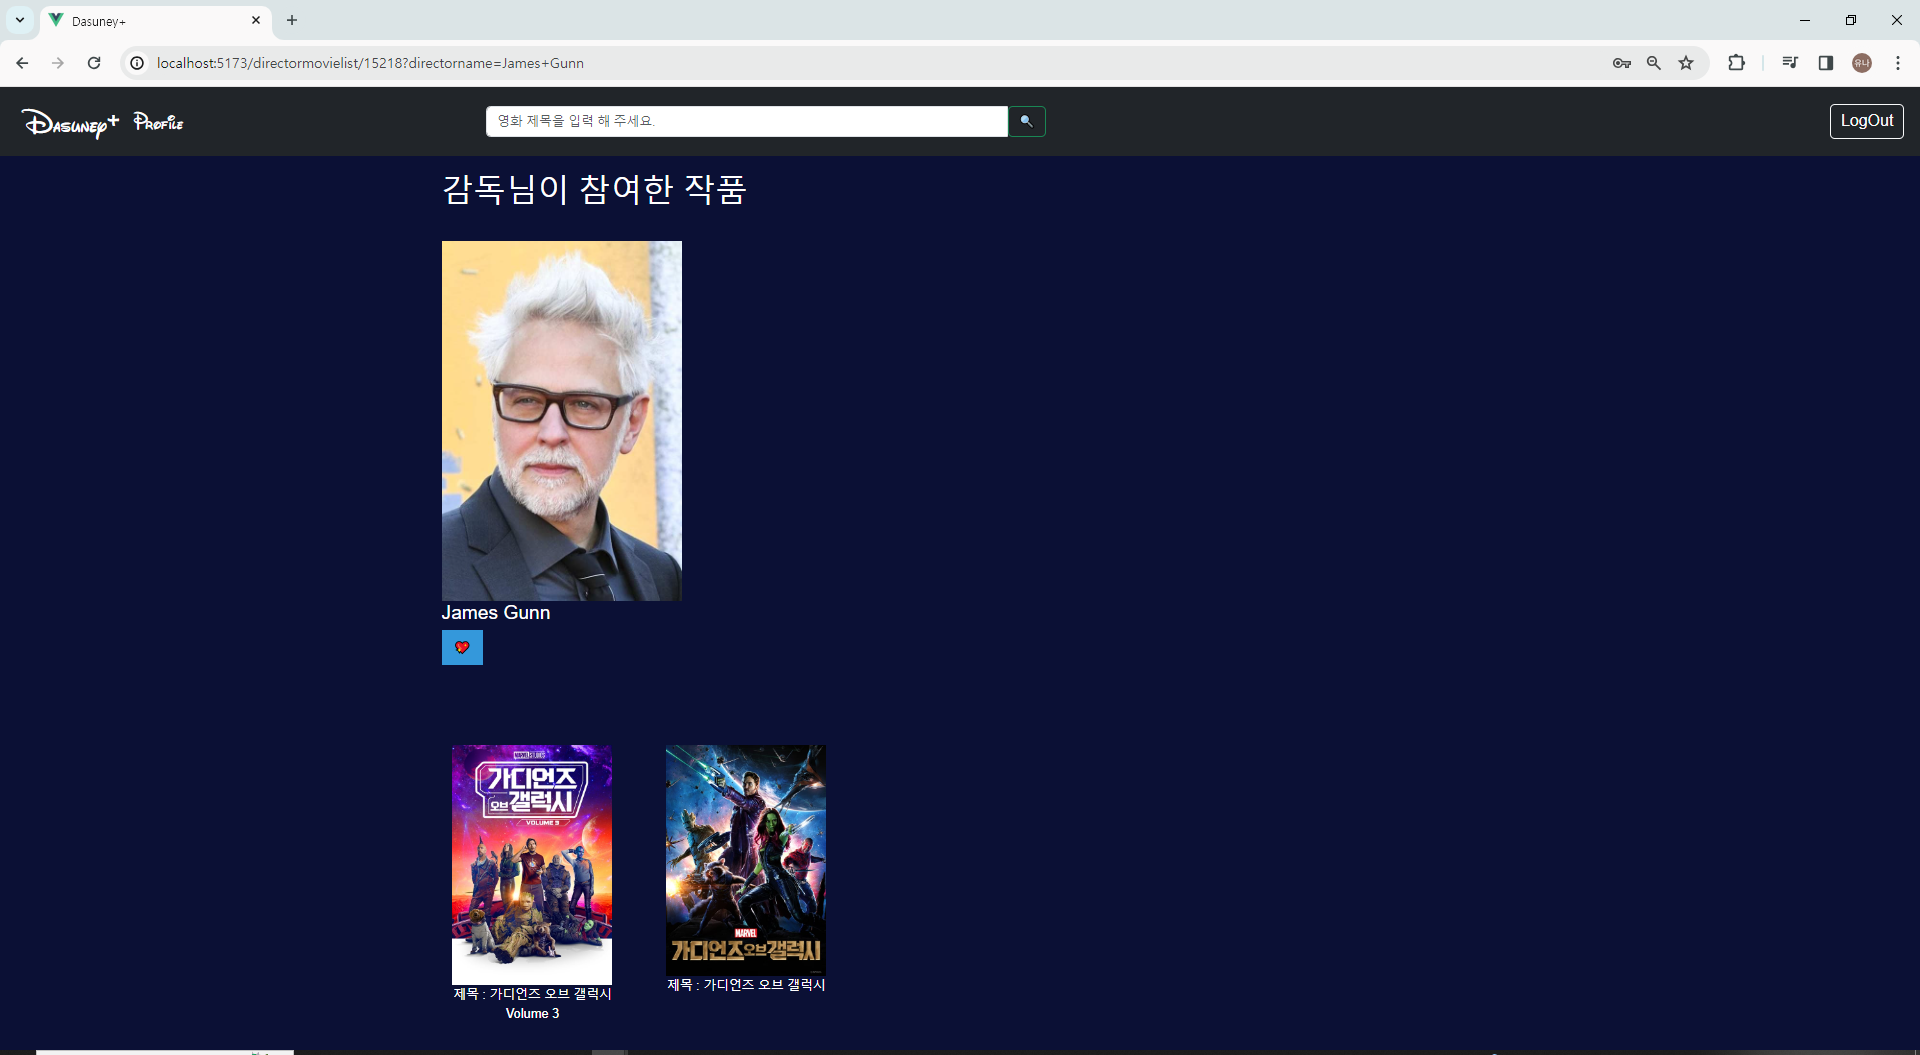 Dasuney+
localhost:5173/directormovielist/15218?directorname=James+Gunn
유나
Dasuney+ Profile
영화 제목을 입력 해 주세요.
LogOut
감독님이 참여한 작품
James Gunn
MARVEL STUDIOS
가디언즈
오브 갤럭시
VOLUME 3
MARVEL
가디언즈 오브 갤럭시
제목 : 가디언즈 오브 갤럭시
Volume 3
제목 : 가디언즈 오브 갤럭시